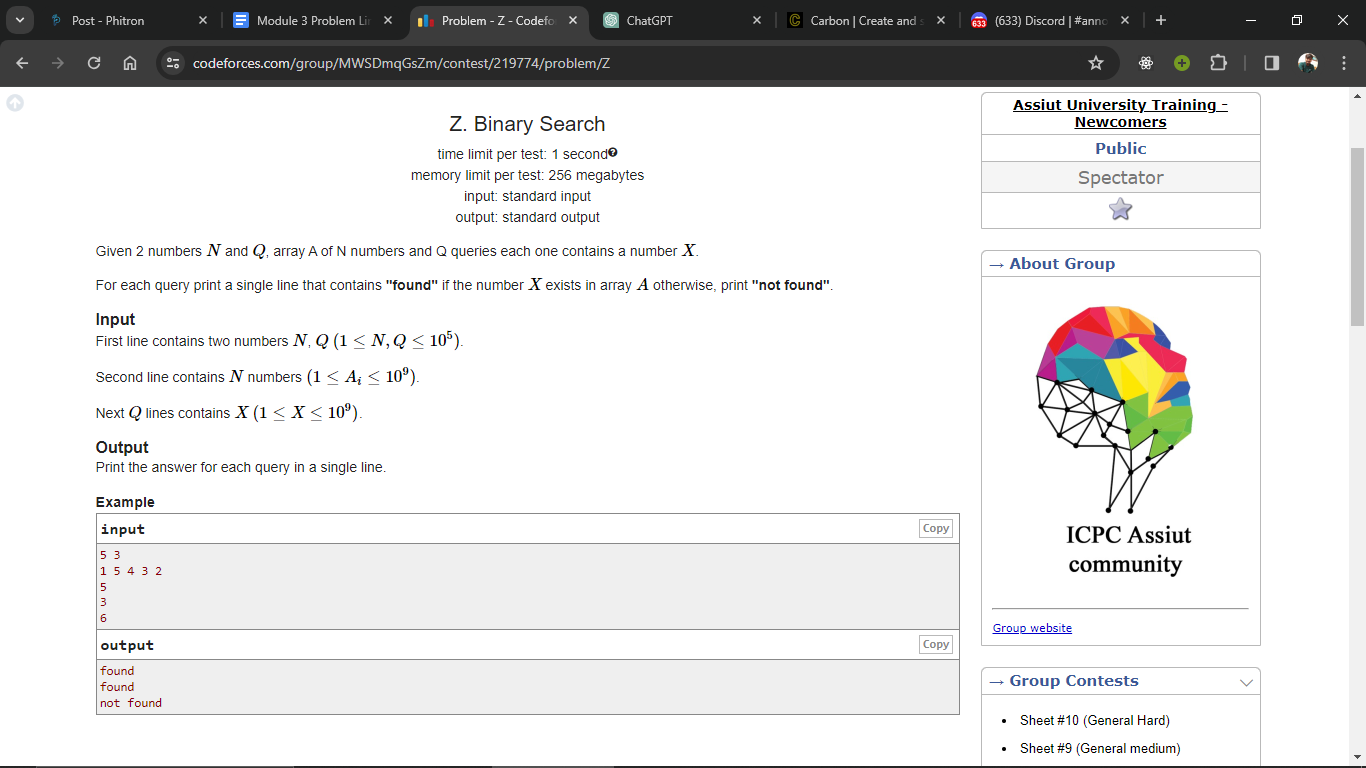 Post - Phitron
Module 3 Problem Li
Problem - Z - Codefo
ChatGPT
Carbon | Create and s
(633) Discord | #anno
codeforces.com/group/MWSDmqGsZm/contest/219774/problem/Z
Z. Binary Search
time limit per test: 1 second
memory limit per test: 256 megabytes
input: standard input
output: standard output
Given 2 numbers N and Q, array A of N numbers and Q queries each one contains a number X.
For each query print a single line that contains "found" if the number X exists in array A otherwise, print "not found".
Input
First line contains two numbers N, Q (1 ≤ N, Q ≤ 10⁵).
Second line contains N numbers (1 ≤ Aᵢ ≤ 10⁹).
Next Q lines contains X (1 ≤ X ≤ 10⁹).
Output
Print the answer for each query in a single line.
Example
input
Copy
5 3
1 5 4 3 2
5
3
6
output
Copy
found
found
not found
Assiut University Training -
Newcomers
Public
Spectator
→ About Group
ICPC Assiut
community
Group website
→ Group Contests
• Sheet #10 (General Hard)
• Sheet #9 (General medium)